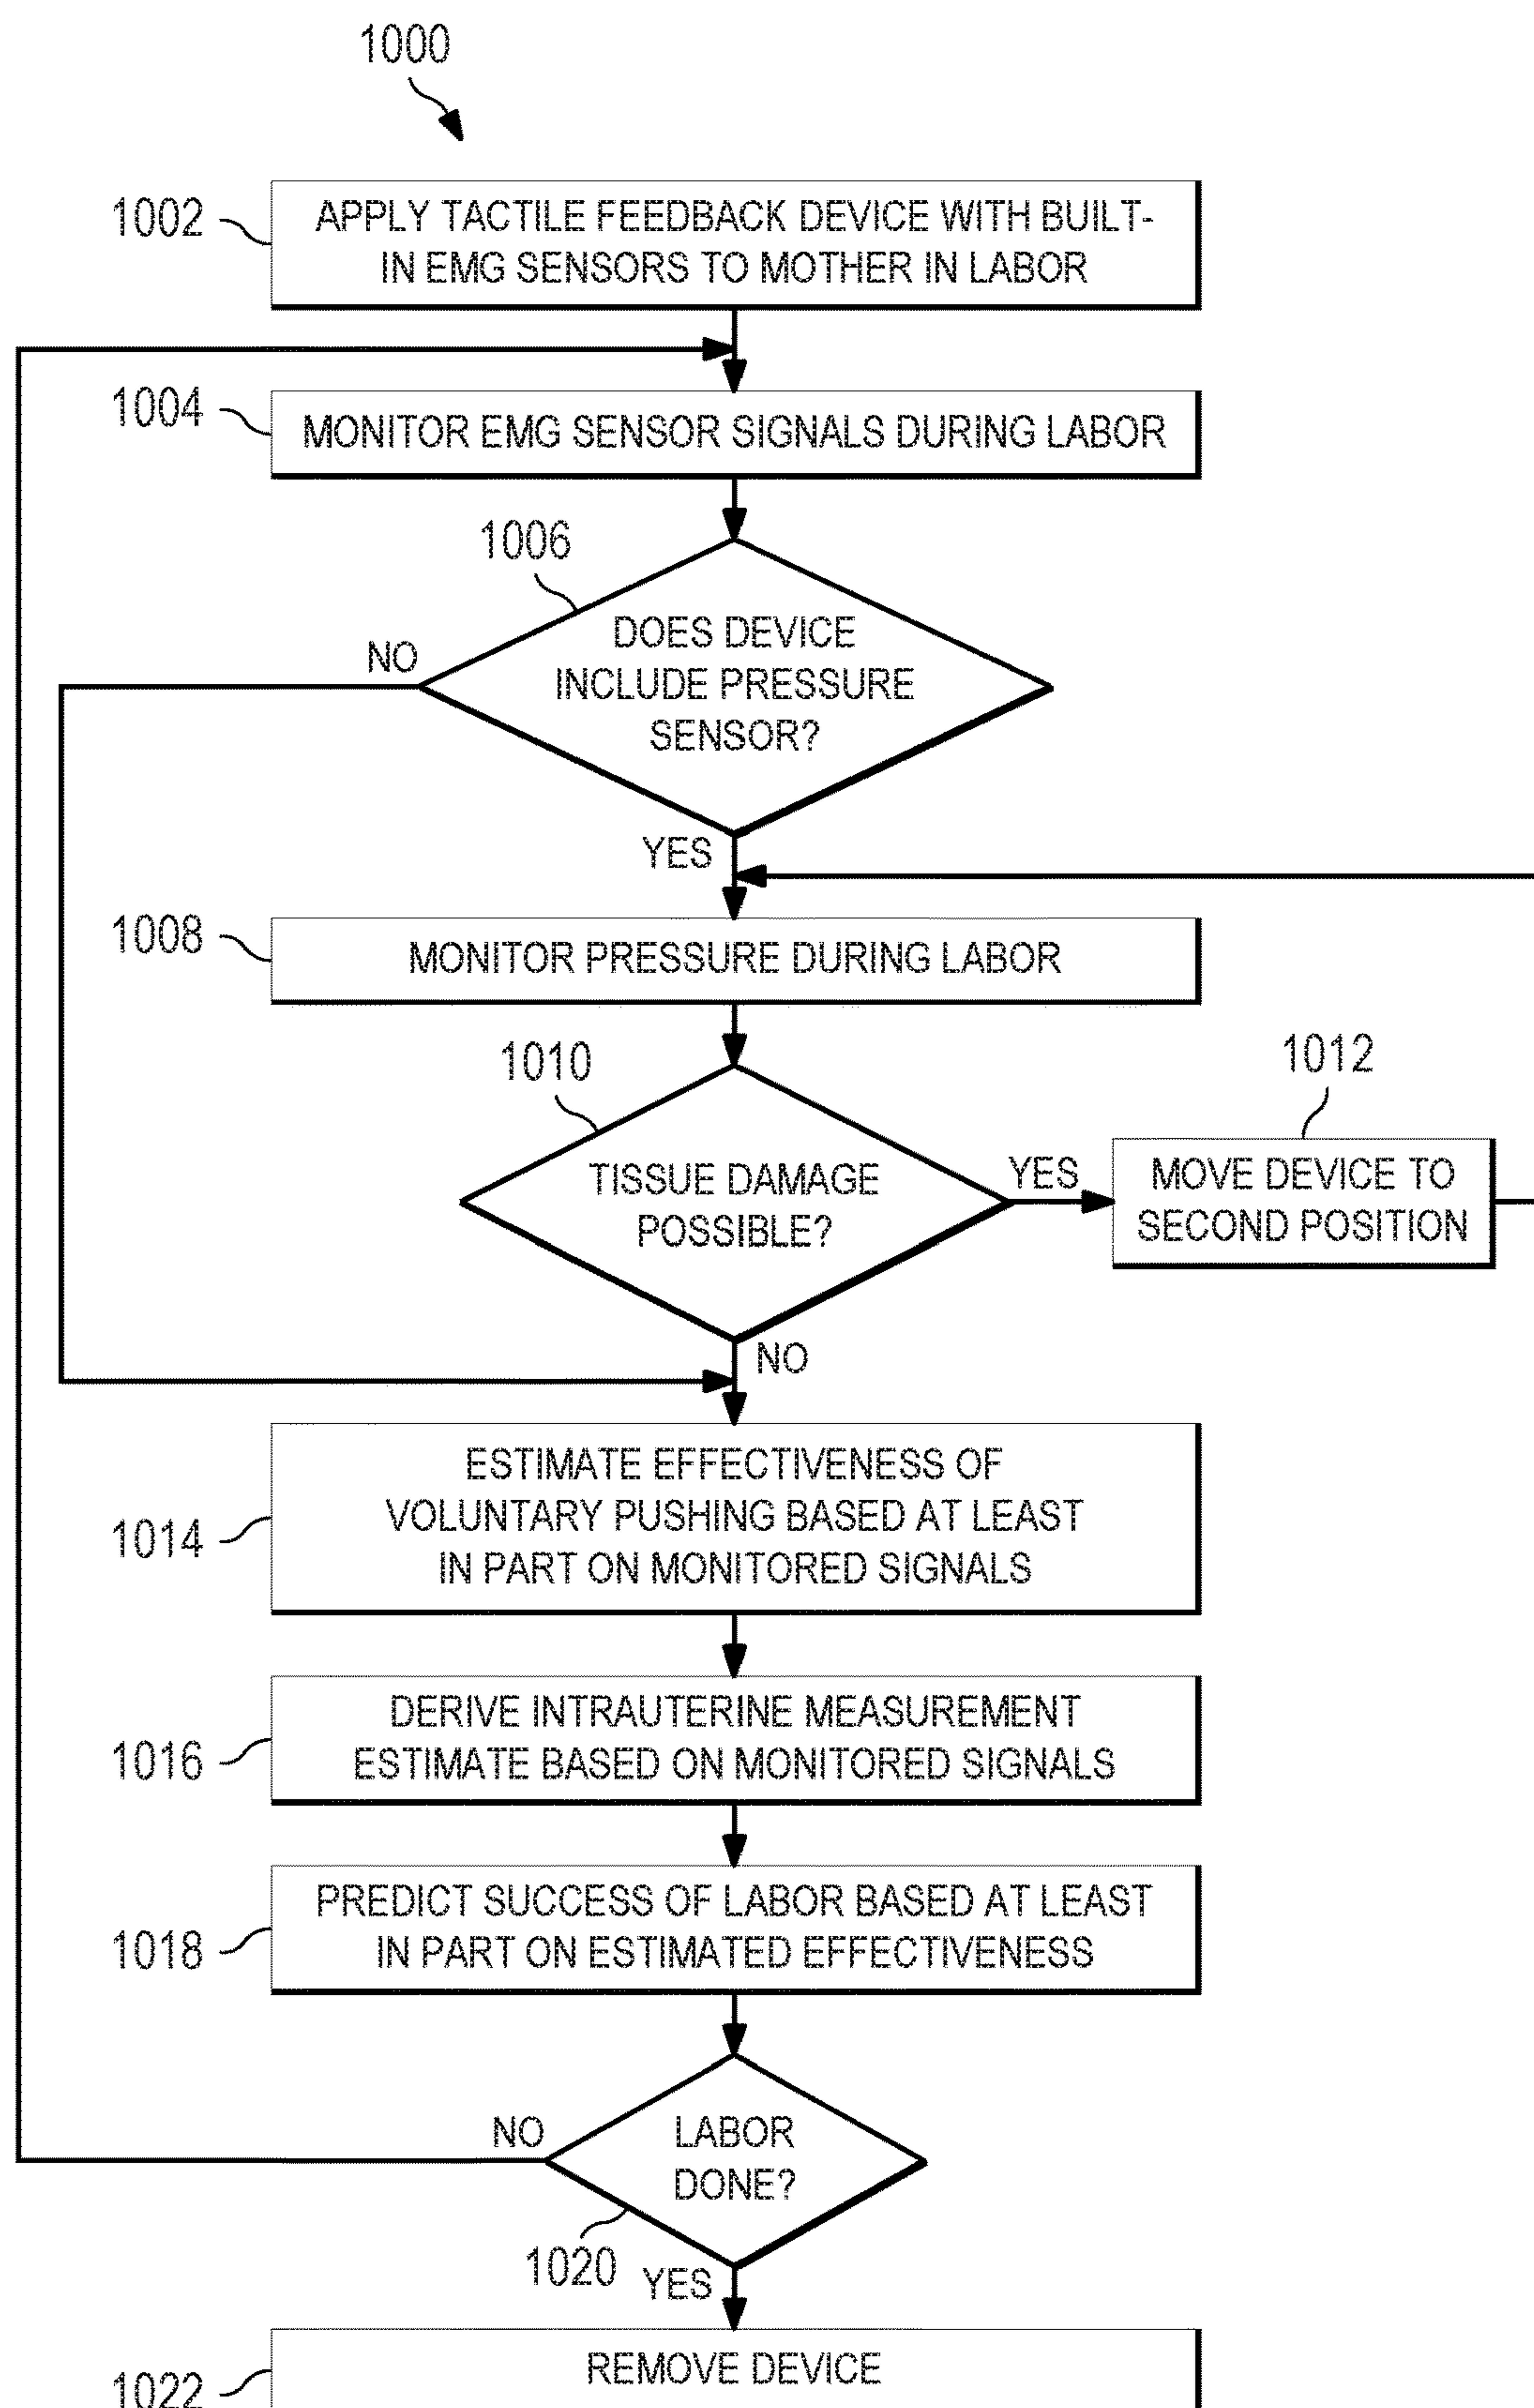 1000
1002
APPLY TACTILE FEEDBACK DEVICE WITH BUILT-
IN EMG SENSORS TO MOTHER IN LABOR
1004
MONITOR EMG SENSOR SIGNALS DURING LABOR
1006
NO
DOES DEVICE
INCLUDE PRESSURE
SENSOR?
YES
1008
MONITOR PRESSURE DURING LABOR
1010
TISSUE DAMAGE
POSSIBLE?
YES
1012
MOVE DEVICE TO
SECOND POSITION
NO
1014
ESTIMATE EFFECTIVENESS OF
VOLUNTARY PUSHING BASED AT LEAST
IN PART ON MONITORED SIGNALS
1016
DERIVE INTRAUTERINE MEASUREMENT
ESTIMATE BASED ON MONITORED SIGNALS
1018
PREDICT SUCCESS OF LABOR BASED AT LEAST
IN PART ON ESTIMATED EFFECTIVENESS
NO
LABOR
DONE?
1020
YES
1022
REMOVE DEVICE